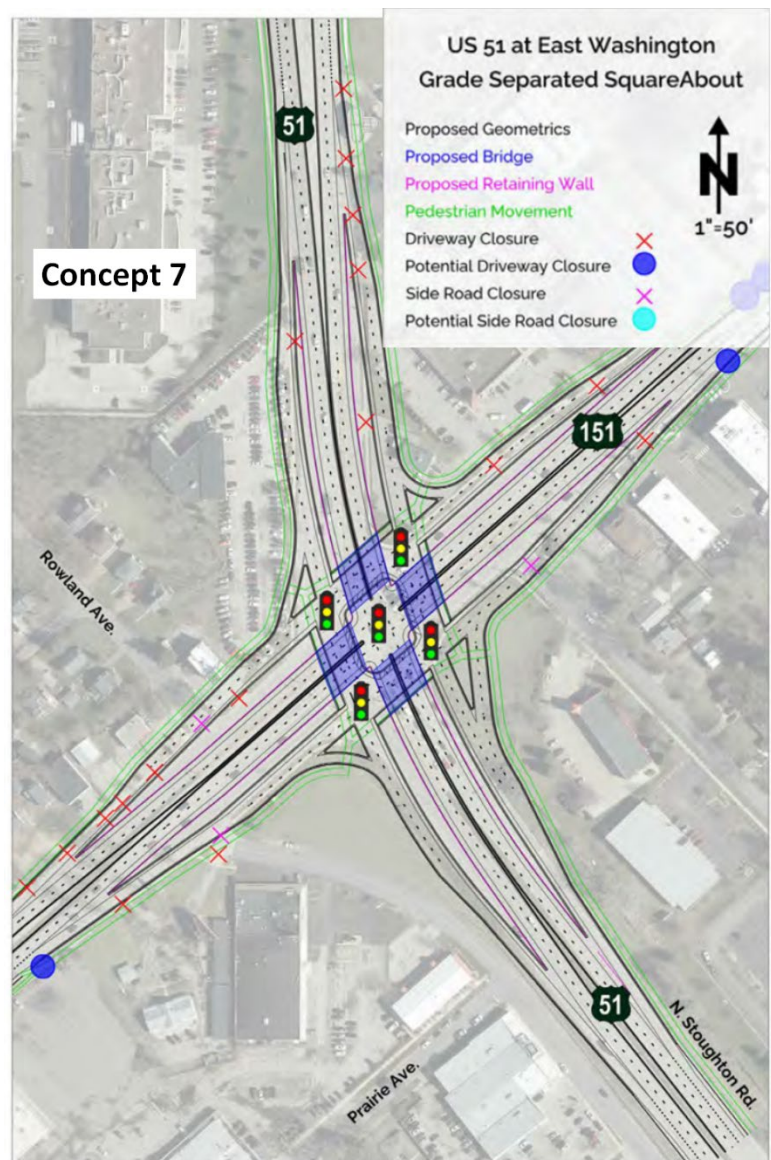 US 51 at East Washington
Grade Separated SquareAbout
51
Proposed Geometrics
Proposed Bridge
Proposed Retaining Wall
Pedestrian Movement
Driveway Closure
Potential Driveway Closure
Side Road Closure
Potential Side Road Closure
N
1"=50'
Concept 7
151
Rowland Ave.
51
N. Stoughton Rd.
Prairie Ave.